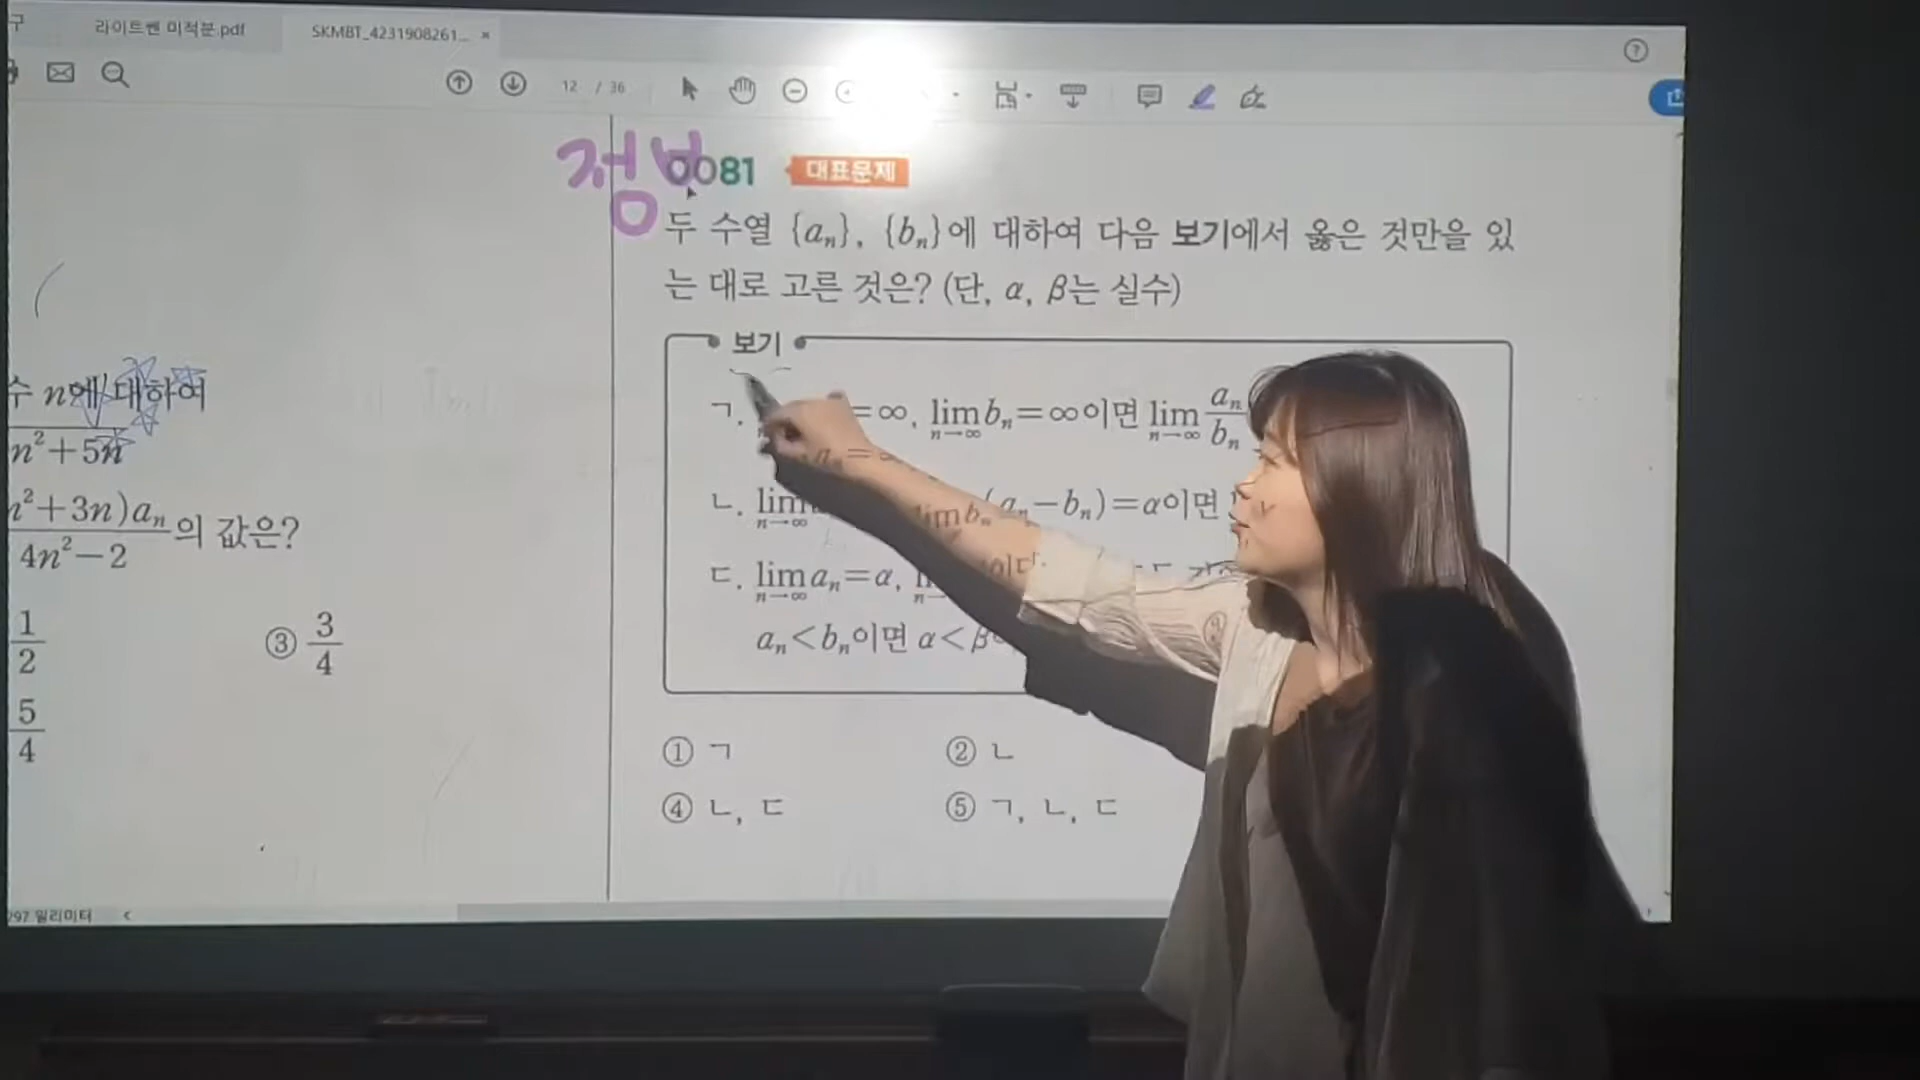 구 라이트쎈 미적분.pdf SKMBT_4231908261... ×
12 / 36
수 n에 대하여
n²+5n
n²+3n)aₙ
4n²−2
의 값은?
1/2 ③ 3/4
5/4
297 밀리미터
점보
0081 대표문제
두 수열 {aₙ}, {bₙ}에 대하여 다음 보기에서 옳은 것만을 있
는 대로 고른 것은? (단, α, β는 실수)
보기
ㄱ. =∞, lim n→∞ bₙ=∞이면 lim n→∞ aₙ/bₙ
ㄴ. lim n→∞ (aₙ−bₙ)=α이면
ㄷ. lim n→∞ aₙ=α,
aₙ<bₙ이면 α<β
① ㄱ ② ㄴ
④ ㄴ, ㄷ ⑤ ㄱ, ㄴ, ㄷ